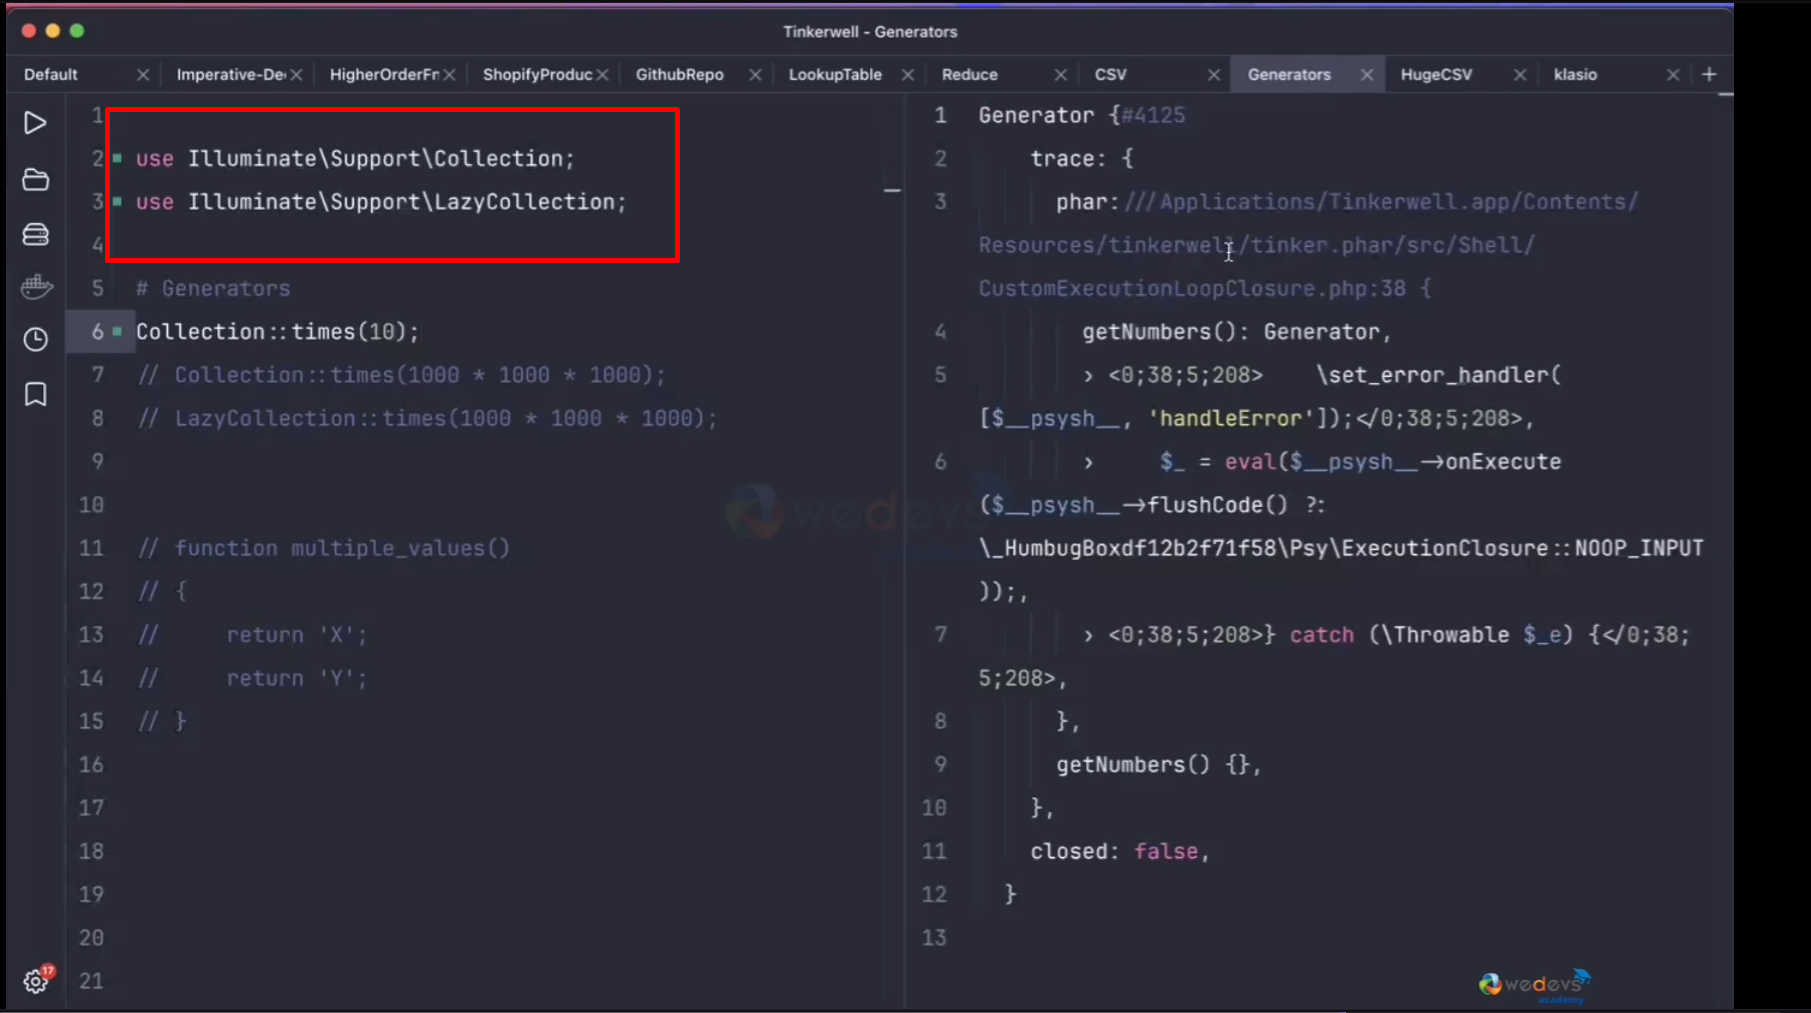 Tinkerwell - Generators
Default
Imperative-De
HigherOrderFn
ShopifyProduc
GithubRepo
LookupTable
Reduce
CSV
Generators
HugeCSV
klasio
1
2 use Illuminate\Support\Collection;
3 use Illuminate\Support\LazyCollection;
4
5 # Generators
6 Collection::times(10);
7 // Collection::times(1000 * 1000 * 1000);
8 // LazyCollection::times(1000 * 1000 * 1000);
9
10
11 // function multiple_values()
12 // {
13 //     return 'X';
14 //     return 'Y';
15 // }
16
17
18
19
20
21
17
1 Generator {#4125
2 trace: {
3 phar:///Applications/Tinkerwell.app/Contents/
Resources/tinkerwell/tinker.phar/src/Shell/
CustomExecutionLoopClosure.php:38 {
4 getNumbers(): Generator,
5 › <0;38;5;208>    \set_error_handler(
[$__psysh__, 'handleError']);</0;38;5;208>,
6 ›     $_ = eval($__psysh__->onExecute
($__psysh__->flushCode() ?:
\_HumbugBoxdf12b2f71f58\Psy\ExecutionClosure::NOOP_INPUT
));,
7 › <0;38;5;208>} catch (\Throwable $_e) {</0;38;
5;208>,
8 },
9 getNumbers() {},
10 },
11 closed: false,
12 }
13
wedevs
wedevs
academy